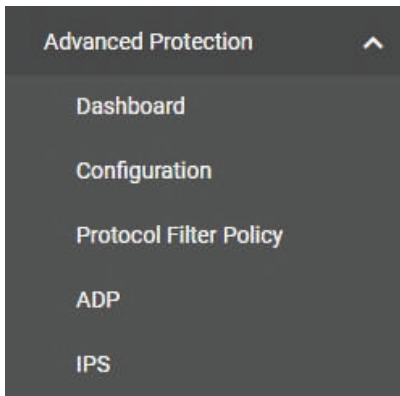 Advanced Protection
Dashboard
Configuration
Protocol Filter Policy
ADP
IPS